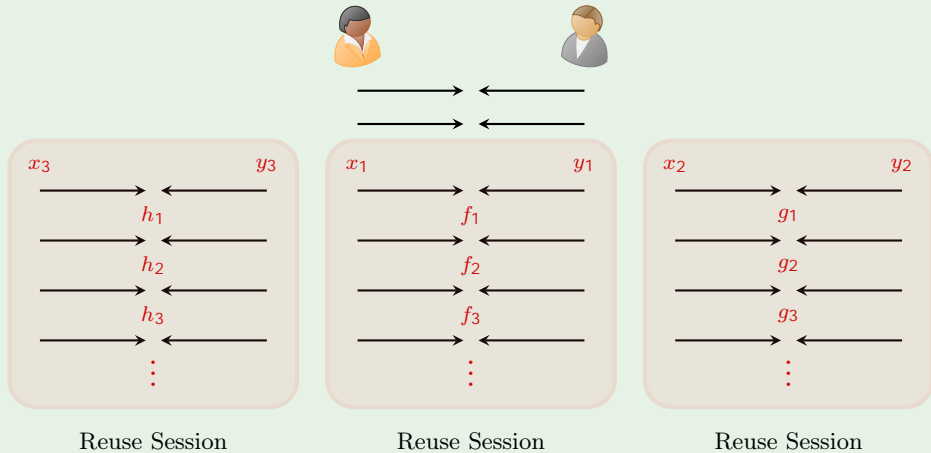 x₃ y₃ x₁ y₁ x₂ y₂
h₁ f₁ g₁
h₂ f₂ g₂
h₃ f₃ g₃
⋮ ⋮ ⋮
Reuse Session Reuse Session Reuse Session